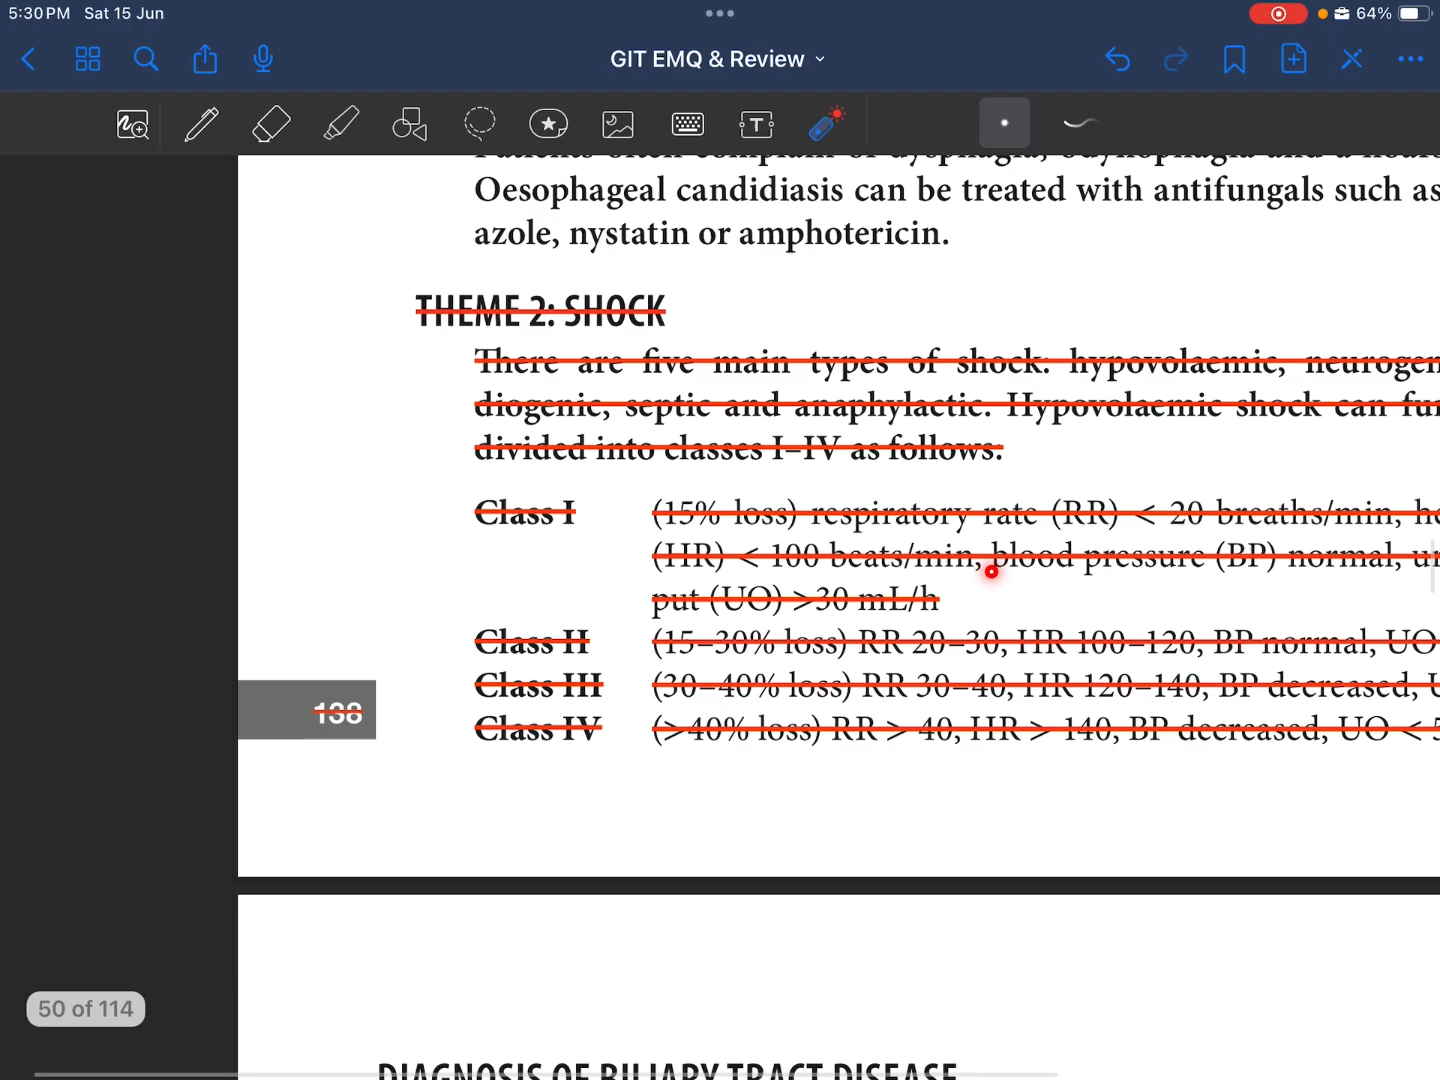 5:30 PM Sat 15 Jun
64%
GIT EMQ & Review
Oesophageal candidiasis can be treated with antifungals such as
azole, nystatin or amphotericin.
THEME 2: SHOCK
There are five main types of shock: hypovolaemic, neurogen
diogenic, septic and anaphylactic. Hypovolaemic shock can fur
divided into classes I–IV as follows:
Class I (15% loss) respiratory rate (RR) < 20 breaths/min, he
(HR) < 100 beats/min, blood pressure (BP) normal, ur
put (UO) >30 mL/h
Class II (15–30% loss) RR 20–30, HR 100–120, BP normal, UO
Class III (30–40% loss) RR 30–40, HR 120–140, BP decreased, U
Class IV (>40% loss) RR > 40, HR > 140, BP decreased, UO < 5
138
50 of 114
DIAGNOSIS OF BILIARY TRACT DISEASE